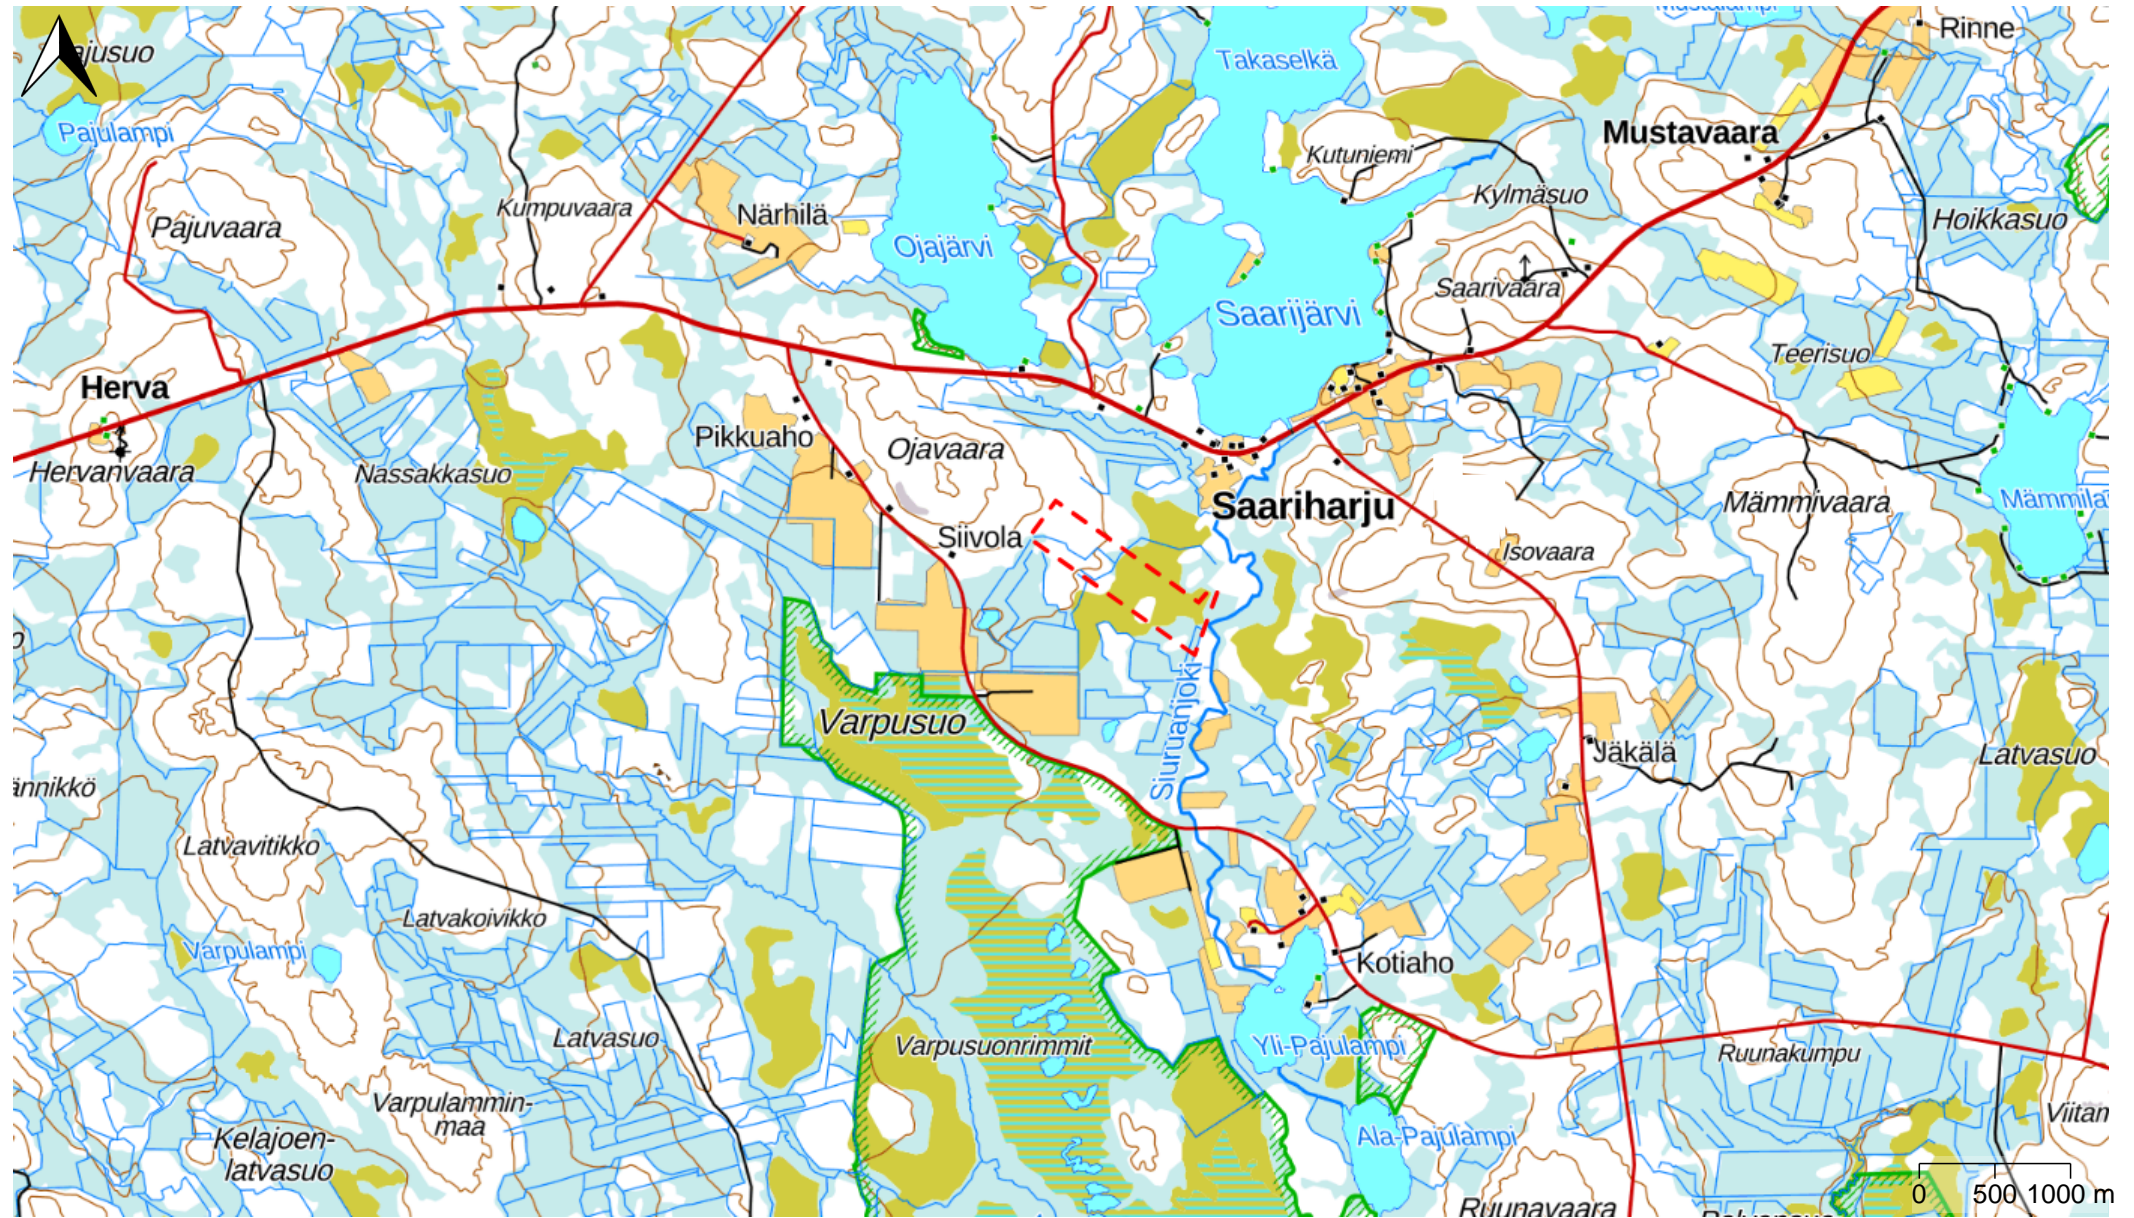 Takaselkä
Rinne
Pajulampi
Mustavaara
Kutuniemi
Kylmäsuo
Kumpuvaara
Närhilä
Hoikkasuo
Pajuvaara
Ojajärvi
Saarivaara
Saarijärvi
Teerisuo
Herva
Pikkuaho
Ojavaara
Hervanvaara
Nassakkasuo
Saariharju
Mämmivaara
Siivola
Isovaara
Siuruanjoki
Varpusuo
Jäkälä
Latvasuo
Latvavitikko
Latvakoivikko
Varpulampi
Kotiaho
Latvasuo
Varpusuonrimmit
Yli-Pajulampi
Ruunakumpu
Varpulammin-
maa
Kelajoen-
latvasuo
Ala-Pajulampi
Ruunavaara
0 500 1000 m